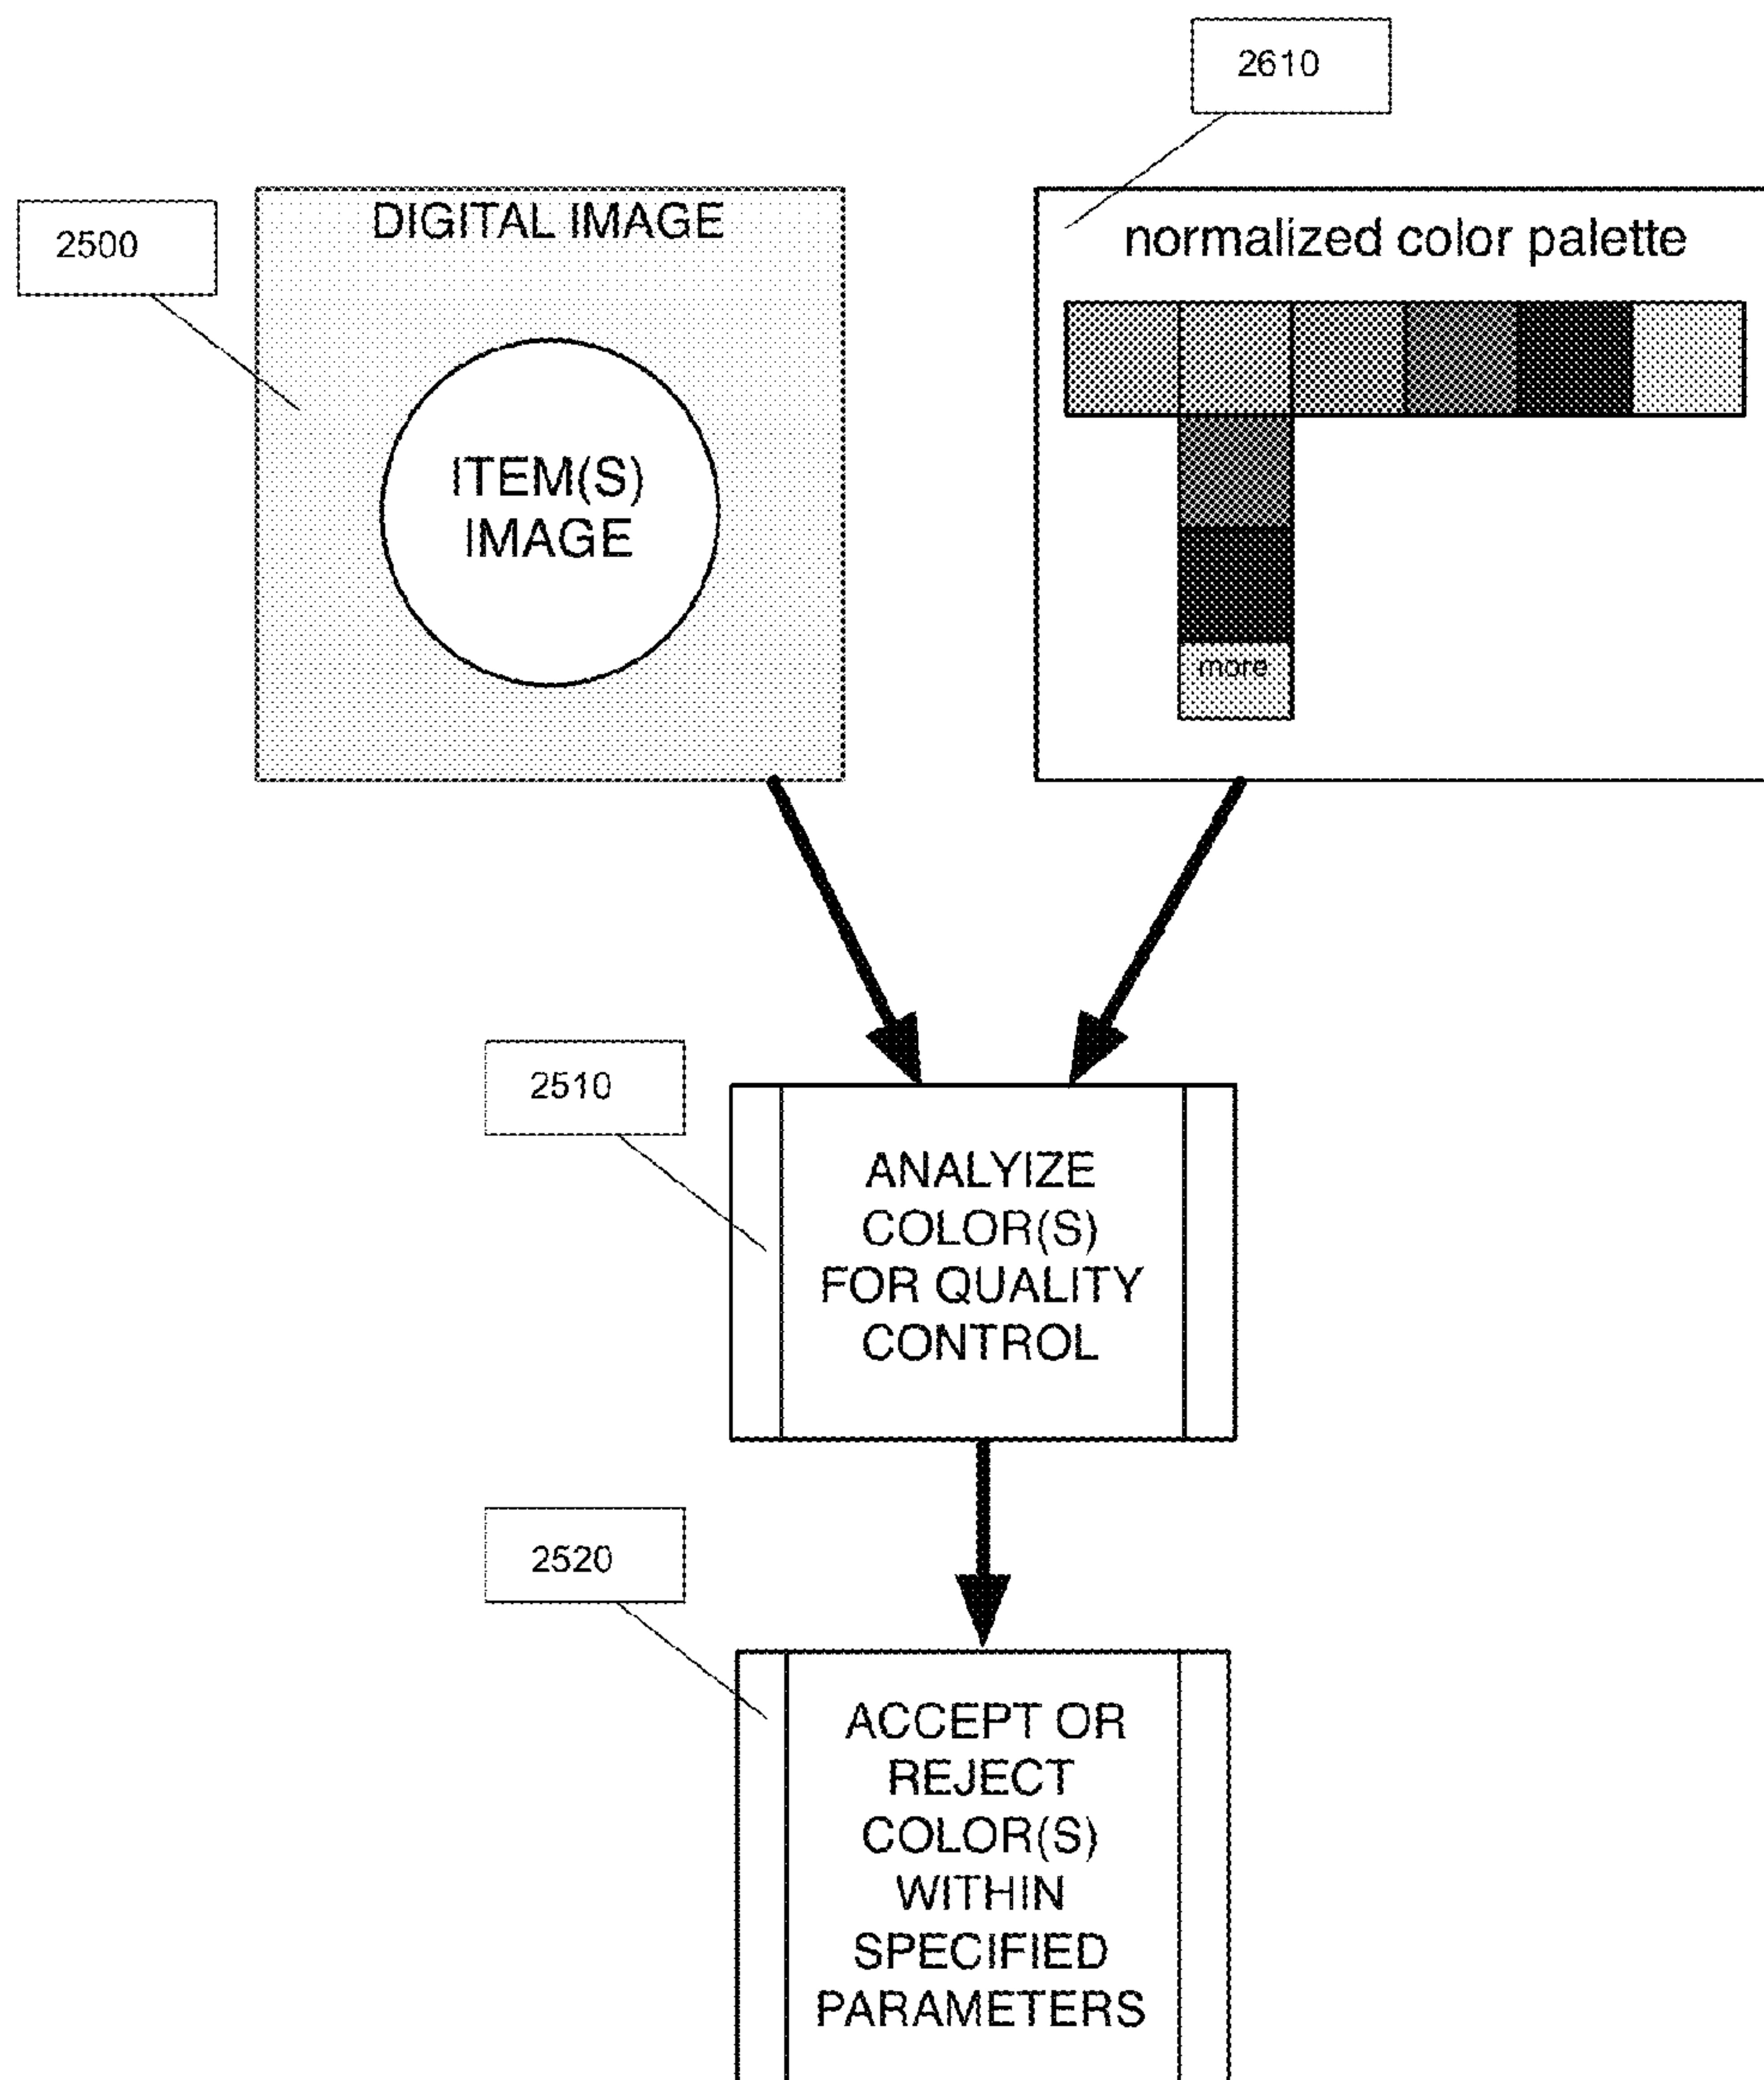 2610
2500
DIGITAL IMAGE
normalized color palette
ITEM(S)
IMAGE
more
2510
ANALYIZE
COLOR(S)
FOR QUALITY
CONTROL
2520
ACCEPT OR
REJECT
COLOR(S)
WITHIN
SPECIFIED
PARAMETERS